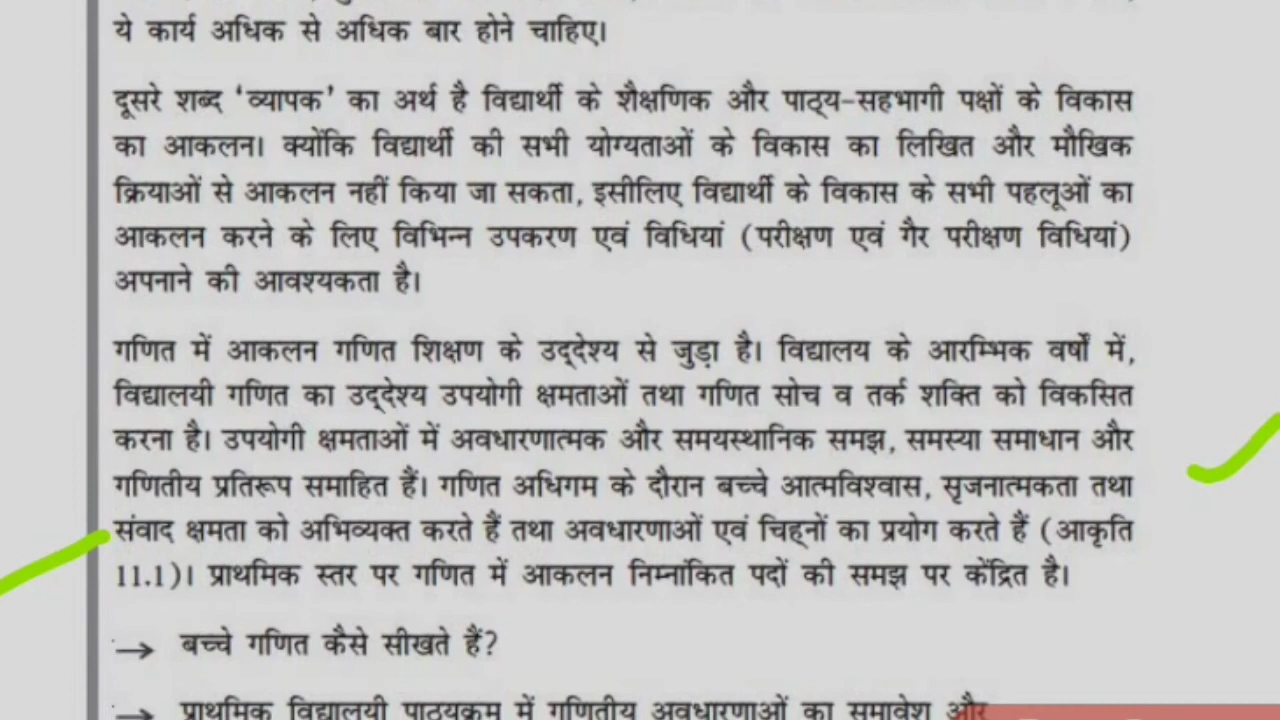 ये कार्य अधिक से अधिक बार होने चाहिए।
दूसरे शब्द ‘व्यापक’ का अर्थ है विद्यार्थी के शैक्षणिक और पाठ्य-सहभागी पक्षों के विकास
का आकलन। क्योंकि विद्यार्थी की सभी योग्यताओं के विकास का लिखित और मौखिक
क्रियाओं से आकलन नहीं किया जा सकता, इसीलिए विद्यार्थी के विकास के सभी पहलूओं का
आकलन करने के लिए विभिन्न उपकरण एवं विधियां (परीक्षण एवं गैर परीक्षण विधियां)
अपनाने की आवश्यकता है।
गणित में आकलन गणित शिक्षण के उद्देश्य से जुड़ा है। विद्यालय के आरम्भिक वर्षों में,
विद्यालयी गणित का उद्देश्य उपयोगी क्षमताओं तथा गणित सोच व तर्क शक्ति को विकसित
करना है। उपयोगी क्षमताओं में अवधारणात्मक और समयस्थानिक समझ, समस्या समाधान और
गणितीय प्रतिरूप समाहित हैं। गणित अधिगम के दौरान बच्चे आत्मविश्वास, सृजनात्मकता तथा
संवाद क्षमता को अभिव्यक्त करते हैं तथा अवधारणाओं एवं चिह्नों का प्रयोग करते हैं (आकृति
11.1)। प्राथमिक स्तर पर गणित में आकलन निम्नांकित पदों की समझ पर केंद्रित है।
→ बच्चे गणित कैसे सीखते हैं?
→ प्राथमिक विद्यालयी पाठ्यक्रम में गणितीय अवधारणाओं का समावेश और